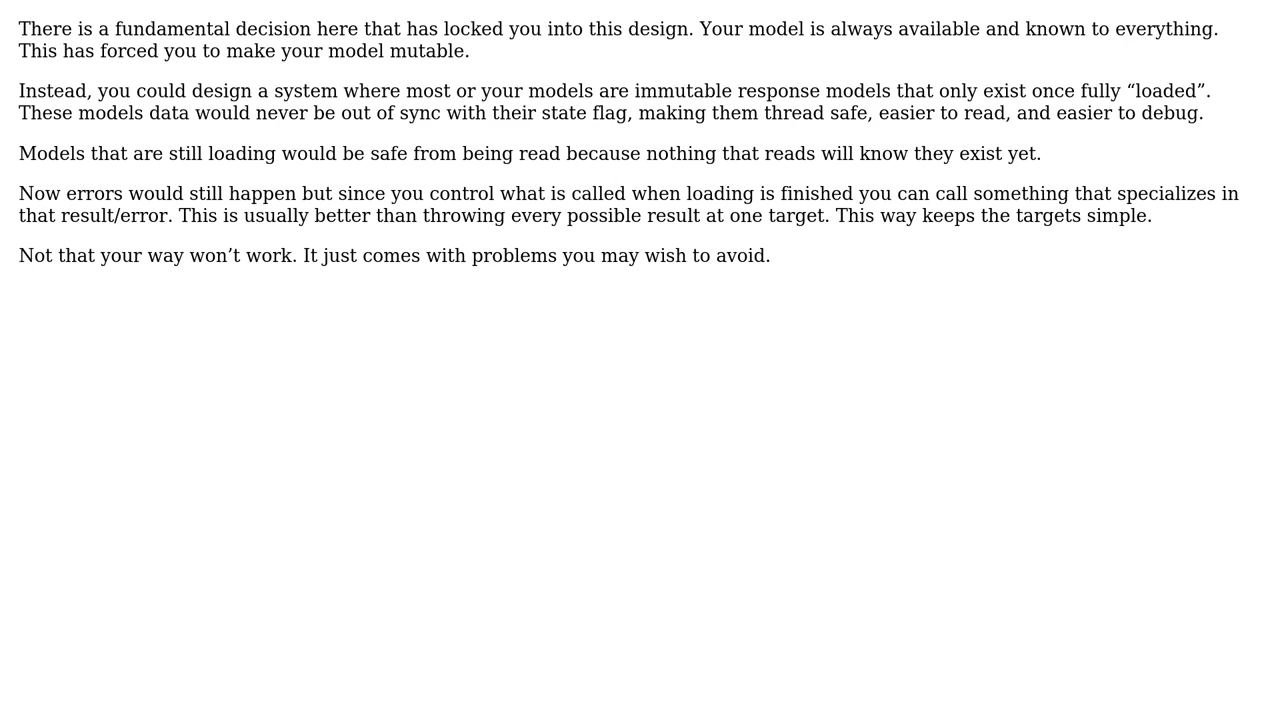 There is a fundamental decision here that has locked you into this design. Your model is always available and known to everything.
This has forced you to make your model mutable.
Instead, you could design a system where most or your models are immutable response models that only exist once fully “loaded”.
These models data would never be out of sync with their state flag, making them thread safe, easier to read, and easier to debug.
Models that are still loading would be safe from being read because nothing that reads will know they exist yet.
Now errors would still happen but since you control what is called when loading is finished you can call something that specializes in
that result/error. This is usually better than throwing every possible result at one target. This way keeps the targets simple.
Not that your way won’t work. It just comes with problems you may wish to avoid.